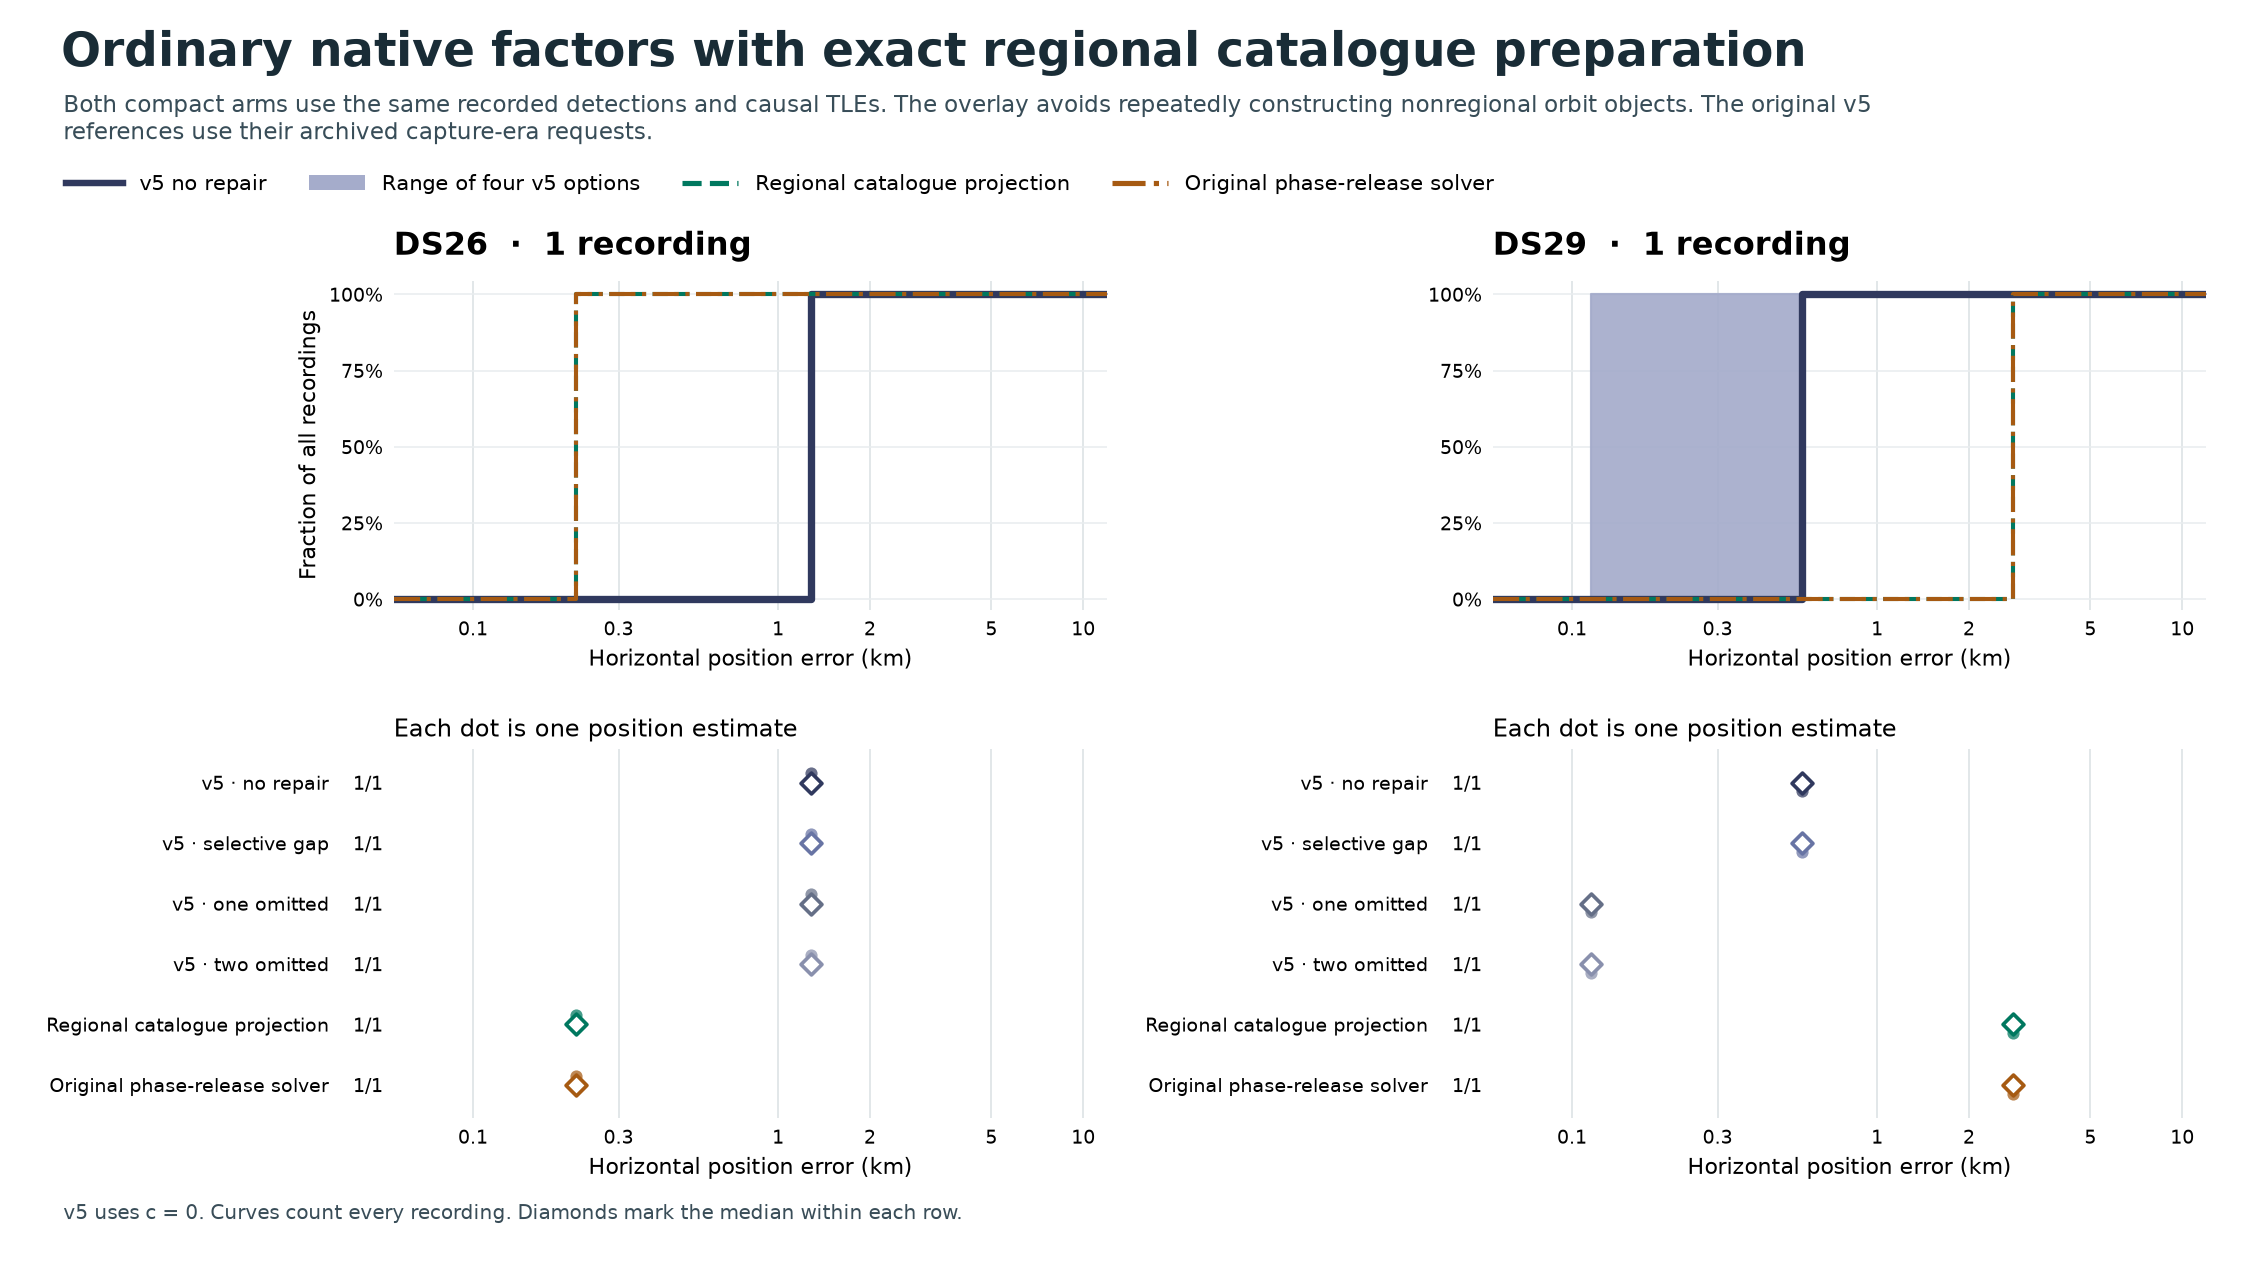 Ordinary native factors with exact regional catalogue preparation
Both compact arms use the same recorded detections and causal TLEs. The overlay avoids repeatedly constructing nonregional orbit objects. The original v5
references use their archived capture-era requests.
v5 no repair
Range of four v5 options
Regional catalogue projection
Original phase-release solver
DS26 · 1 recording
Fraction of all recordings
100%
75%
50%
25%
0%
0.1 0.3 1 2 5 10
Horizontal position error (km)
DS29 · 1 recording
100%
75%
50%
25%
0%
0.1 0.3 1 2 5 10
Horizontal position error (km)
Each dot is one position estimate
v5 · no repair 1/1
v5 · selective gap 1/1
v5 · one omitted 1/1
v5 · two omitted 1/1
Regional catalogue projection 1/1
Original phase-release solver 1/1
0.1 0.3 1 2 5 10
Horizontal position error (km)
Each dot is one position estimate
v5 · no repair 1/1
v5 · selective gap 1/1
v5 · one omitted 1/1
v5 · two omitted 1/1
Regional catalogue projection 1/1
Original phase-release solver 1/1
0.1 0.3 1 2 5 10
Horizontal position error (km)
v5 uses c = 0. Curves count every recording. Diamonds mark the median within each row.